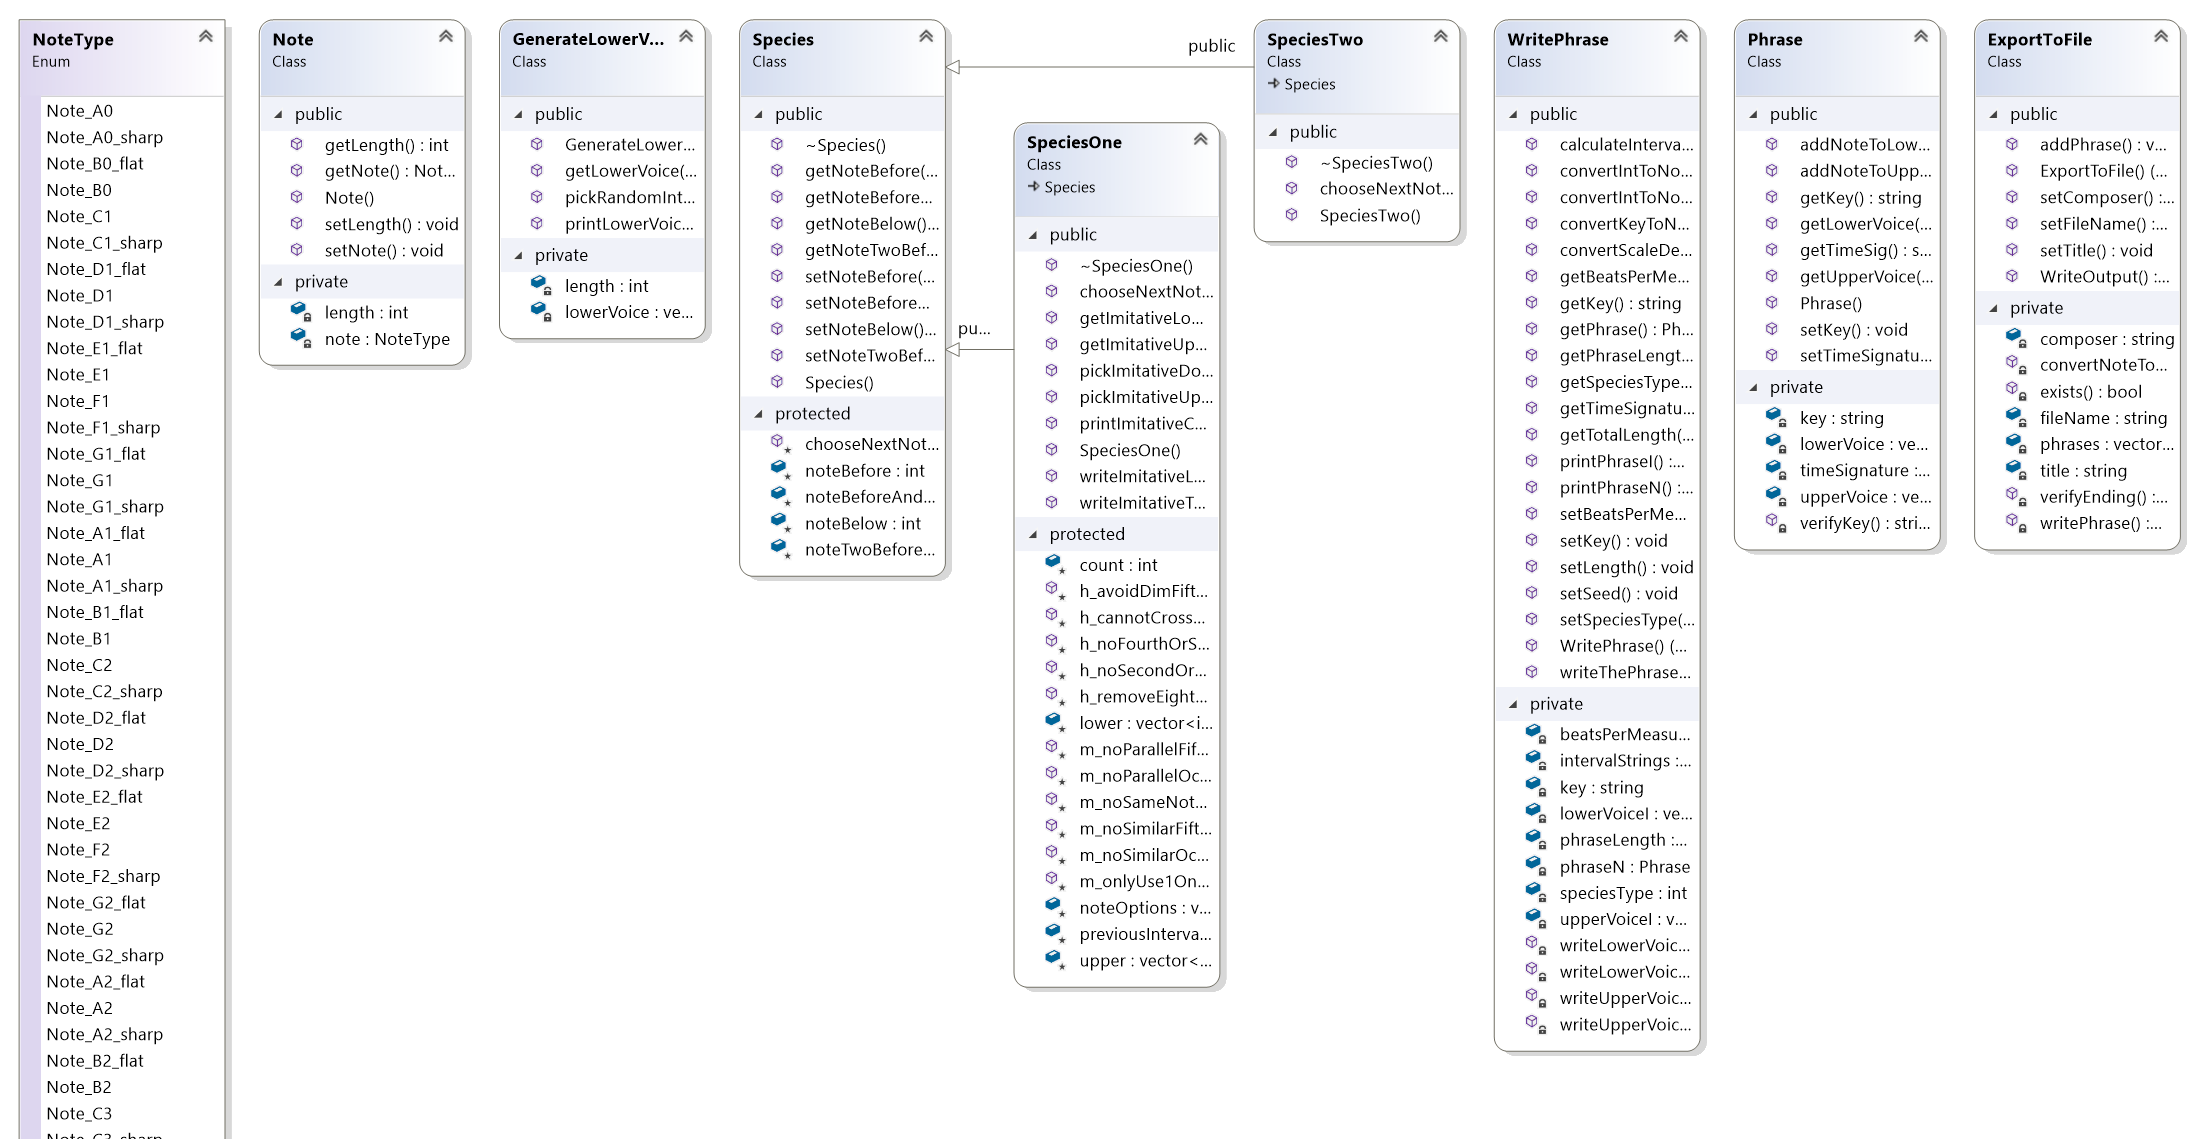 NoteType
Enum
Note_A0
Note_A0_sharp
Note_B0_flat
Note_B0
Note_C1
Note_C1_sharp
Note_D1_flat
Note_D1
Note_D1_sharp
Note_E1_flat
Note_E1
Note_F1
Note_F1_sharp
Note_G1_flat
Note_G1
Note_G1_sharp
Note_A1_flat
Note_A1
Note_A1_sharp
Note_B1_flat
Note_B1
Note_C2
Note_C2_sharp
Note_D2_flat
Note_D2
Note_D2_sharp
Note_E2_flat
Note_E2
Note_F2
Note_F2_sharp
Note_G2_flat
Note_G2
Note_G2_sharp
Note_A2_flat
Note_A2
Note_A2_sharp
Note_B2_flat
Note_B2
Note_C3
Note_C3_sharp
Note
Class
public
getLength() : int
getNote() : Not...
Note()
setLength() : void
setNote() : void
private
length : int
note : NoteType
GenerateLowerV...
Class
public
GenerateLower...
getLowerVoice(...
pickRandomInt...
printLowerVoic...
private
length : int
lowerVoice : ve...
Species
Class
public
~Species()
getNoteBefore(...
getNoteBefore...
getNoteBelow()...
getNoteTwoBef...
setNoteBefore(...
setNoteBefore...
setNoteBelow()...
setNoteTwoBef...
Species()
protected
chooseNextNot...
noteBefore : int
noteBeforeAnd...
noteBelow : int
noteTwoBefore...
public
pu...
SpeciesOne
Class
Species
public
~SpeciesOne()
chooseNextNot...
getImitativeLo...
getImitativeUp...
pickImitativeDo...
pickImitativeUp...
printImitativeC...
SpeciesOne()
writeImitativeL...
writeImitativeT...
protected
count : int
h_avoidDimFift...
h_cannotCross...
h_noFourthOrS...
h_noSecondOr...
h_removeEight...
lower : vector<i...
m_noParallelFif...
m_noParallelOc...
m_noSameNot...
m_noSimilarFift...
m_noSimilarOc...
m_onlyUse1On...
noteOptions : v...
previousInterva...
upper : vector<...
SpeciesTwo
Class
Species
public
~SpeciesTwo()
chooseNextNot...
SpeciesTwo()
WritePhrase
Class
public
calculateInterva...
convertIntToNo...
convertIntToNo...
convertKeyToN...
convertScaleDe...
getBeatsPerMe...
getKey() : string
getPhrase() : Ph...
getPhraseLengt...
getSpeciesType...
getTimeSignatu...
getTotalLength(...
printPhraseI() :...
printPhraseN() :...
setBeatsPerMe...
setKey() : void
setLength() : void
setSeed() : void
setSpeciesType(...
WritePhrase() (...
writeThePhrase...
private
beatsPerMeasu...
intervalStrings :...
key : string
lowerVoiceI : ve...
phraseLength :...
phraseN : Phrase
speciesType : int
upperVoiceI : v...
writeLowerVoic...
writeLowerVoic...
writeUpperVoic...
writeUpperVoic...
Phrase
Class
public
addNoteToLow...
addNoteToUpp...
getKey() : string
getLowerVoice(...
getTimeSig() : s...
getUpperVoice(...
Phrase()
setKey() : void
setTimeSignatu...
private
key : string
lowerVoice : ve...
timeSignature :...
upperVoice : ve...
verifyKey() : stri...
ExportToFile
Class
public
addPhrase() : v...
ExportToFile() (...
setComposer() :...
setFileName() :...
setTitle() : void
WriteOutput() :...
private
composer : string
convertNoteTo...
exists() : bool
fileName : string
phrases : vector...
title : string
verifyEnding() :...
writePhrase() :...